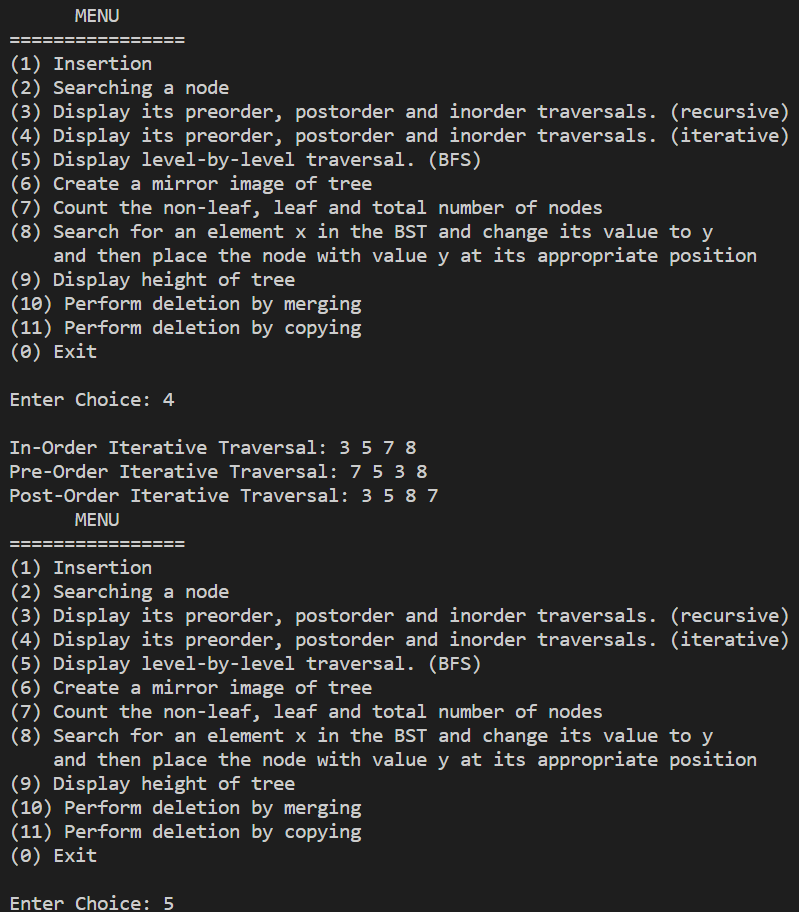 MENU
================
(1) Insertion
(2) Searching a node
(3) Display its preorder, postorder and inorder traversals. (recursive)
(4) Display its preorder, postorder and inorder traversals. (iterative)
(5) Display level-by-level traversal. (BFS)
(6) Create a mirror image of tree
(7) Count the non-leaf, leaf and total number of nodes
(8) Search for an element x in the BST and change its value to y
    and then place the node with value y at its appropriate position
(9) Display height of tree
(10) Perform deletion by merging
(11) Perform deletion by copying
(0) Exit

Enter Choice: 4

In-Order Iterative Traversal: 3 5 7 8
Pre-Order Iterative Traversal: 7 5 3 8
Post-Order Iterative Traversal: 3 5 8 7
      MENU
================
(1) Insertion
(2) Searching a node
(3) Display its preorder, postorder and inorder traversals. (recursive)
(4) Display its preorder, postorder and inorder traversals. (iterative)
(5) Display level-by-level traversal. (BFS)
(6) Create a mirror image of tree
(7) Count the non-leaf, leaf and total number of nodes
(8) Search for an element x in the BST and change its value to y
    and then place the node with value y at its appropriate position
(9) Display height of tree
(10) Perform deletion by merging
(11) Perform deletion by copying
(0) Exit

Enter Choice: 5